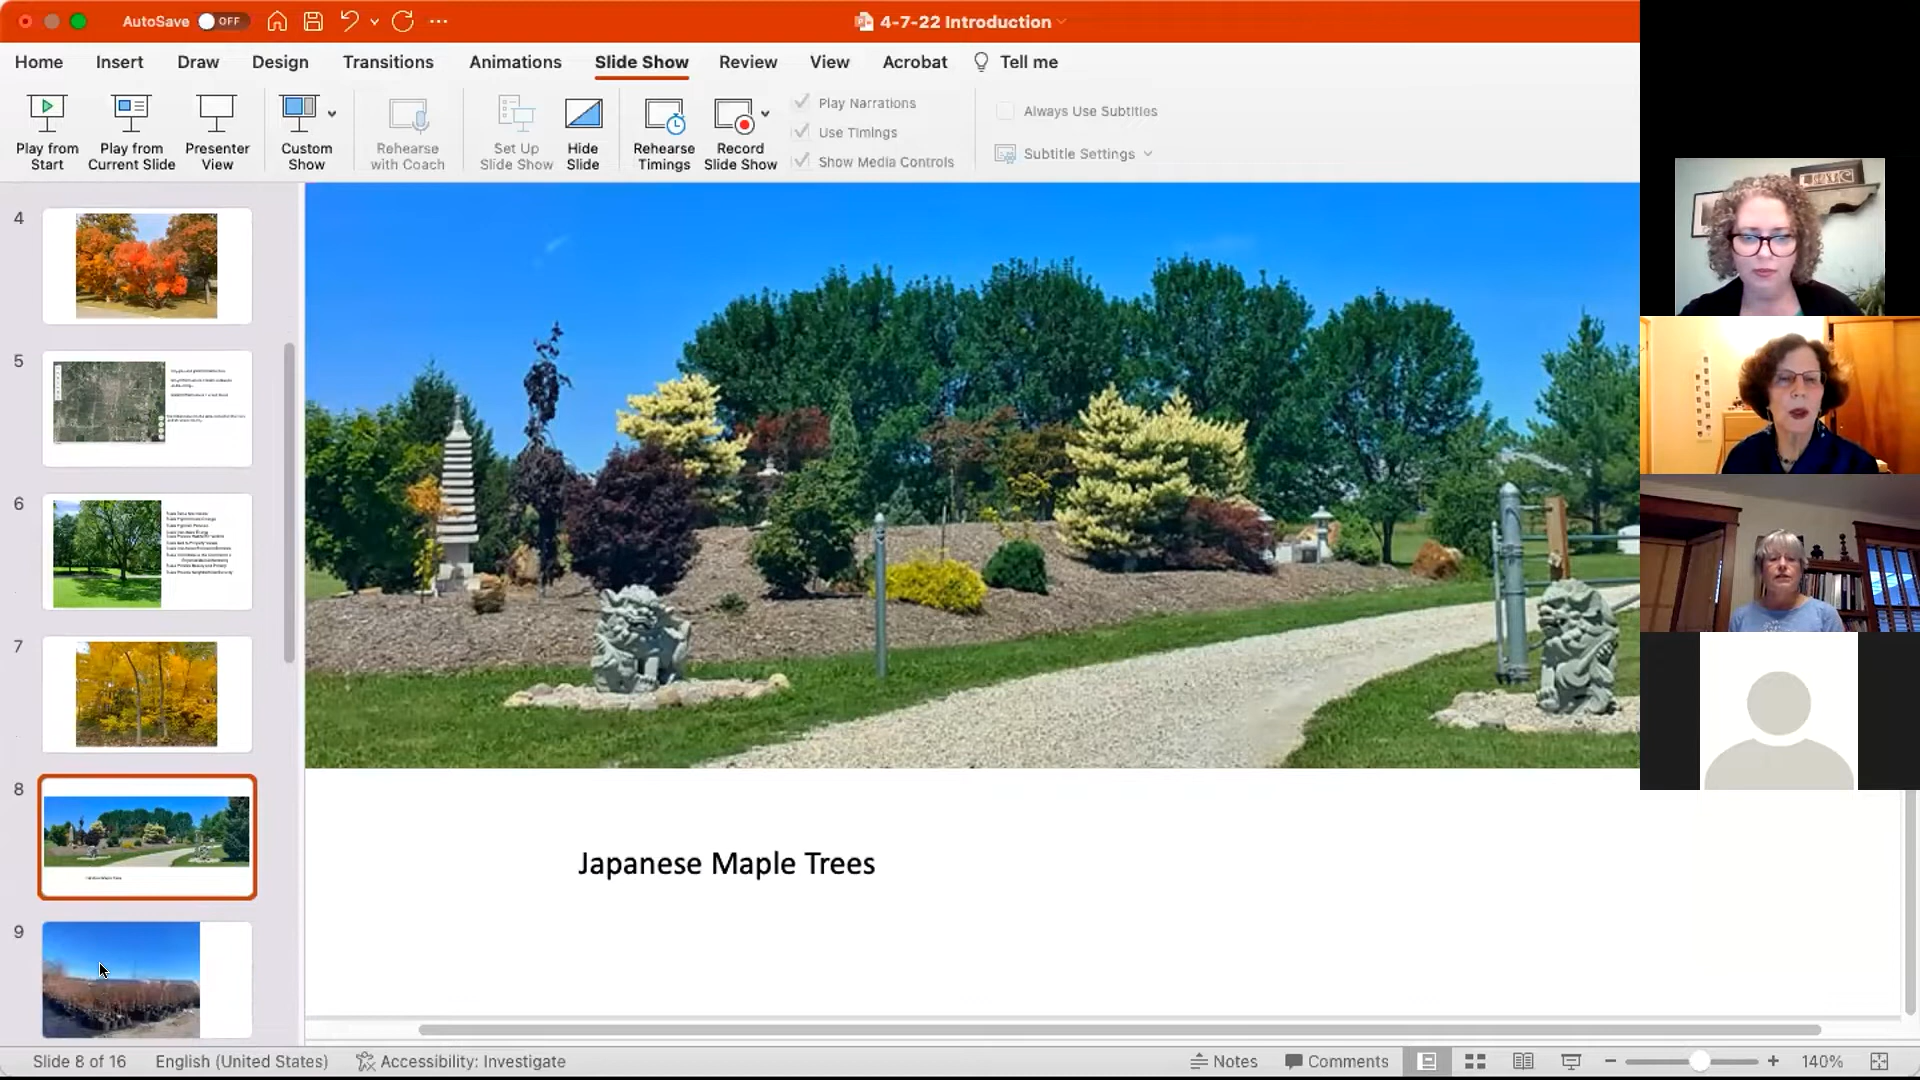 AutoSave OFF
4-7-22 Introduction
Home Insert Draw Design Transitions Animations Slide Show Review View Acrobat Tell me
Play from Start
Play from Current Slide
Presenter View
Custom Show
Rehearse with Coach
Set Up Slide Show
Hide Slide
Rehearse Timings
Record Slide Show
Play Narrations
Use Timings
Show Media Controls
Always Use Subtitles
Subtitle Settings
4
5
6
7
8
9
Japanese Maple Trees
Slide 8 of 16 English (United States) Accessibility: Investigate Notes Comments 140%